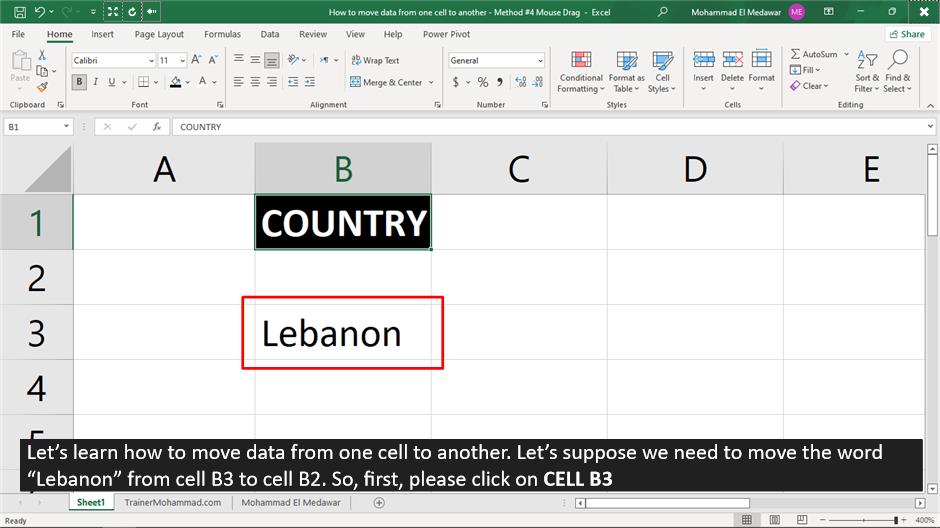 How to move data from one cell to another - Method #4 Mouse Drag - Excel
Mohammad El Medawar ME
File Home Insert Page Layout Formulas Data Review View Help Power Pivot Share
Paste
Clipboard
Calibri 11
B I U
Font
Wrap Text
Merge & Center
Alignment
General
$ % , 
Number
Conditional Formatting
Format as Table
Cell Styles
Styles
Insert Delete Format
Cells
AutoSum
Fill
Clear
Sort & Filter
Find & Select
Editing
B1 fx COUNTRY
A B C D E
1 COUNTRY
2
3 Lebanon
4
Let’s learn how to move data from one cell to another. Let’s suppose we need to move the word
“Lebanon” from cell B3 to cell B2. So, first, please click on CELL B3
Sheet1 TrainerMohammad.com Mohammad El Medawar
Ready 400%